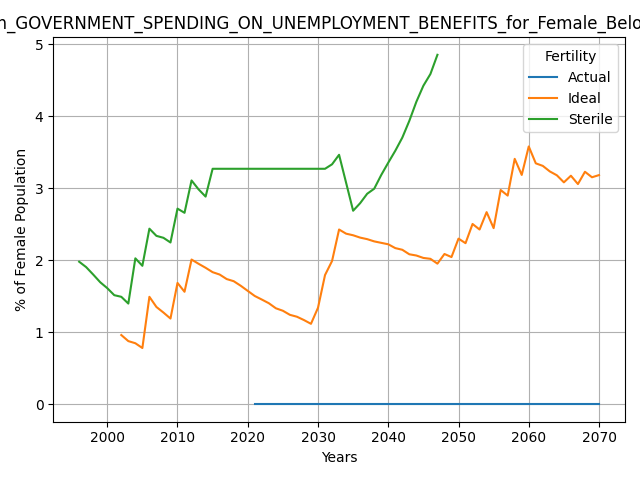 n_GOVERNMENT_SPENDING_ON_UNEMPLOYMENT_BENEFITS_for_Female_Belo
5
4
3
2
1
0
% of Female Population
Fertility
Actual
Ideal
Sterile
2000 2010 2020 2030 2040 2050 2060 2070
Years